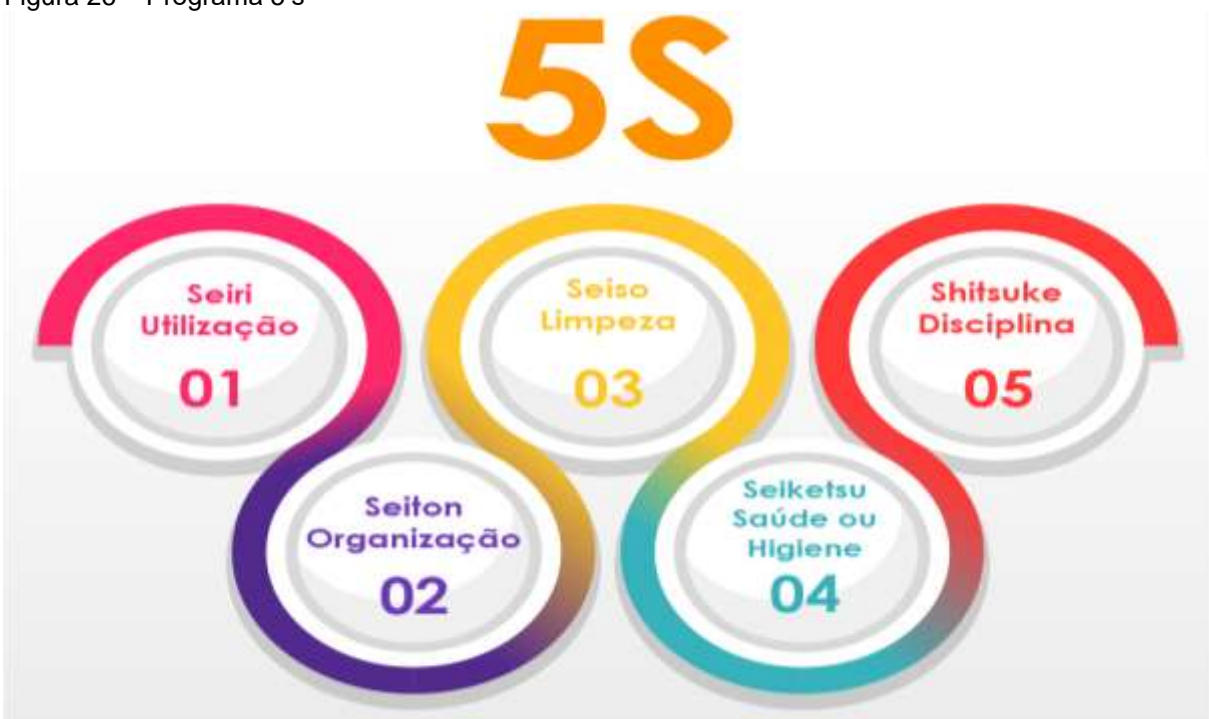 5S
Seiri
Utilização
01
Seiton
Organização
02
Seiso
Limpeza
03
Seiketsu
Saúde ou
Higiene
04
Shitsuke
Disciplina
05